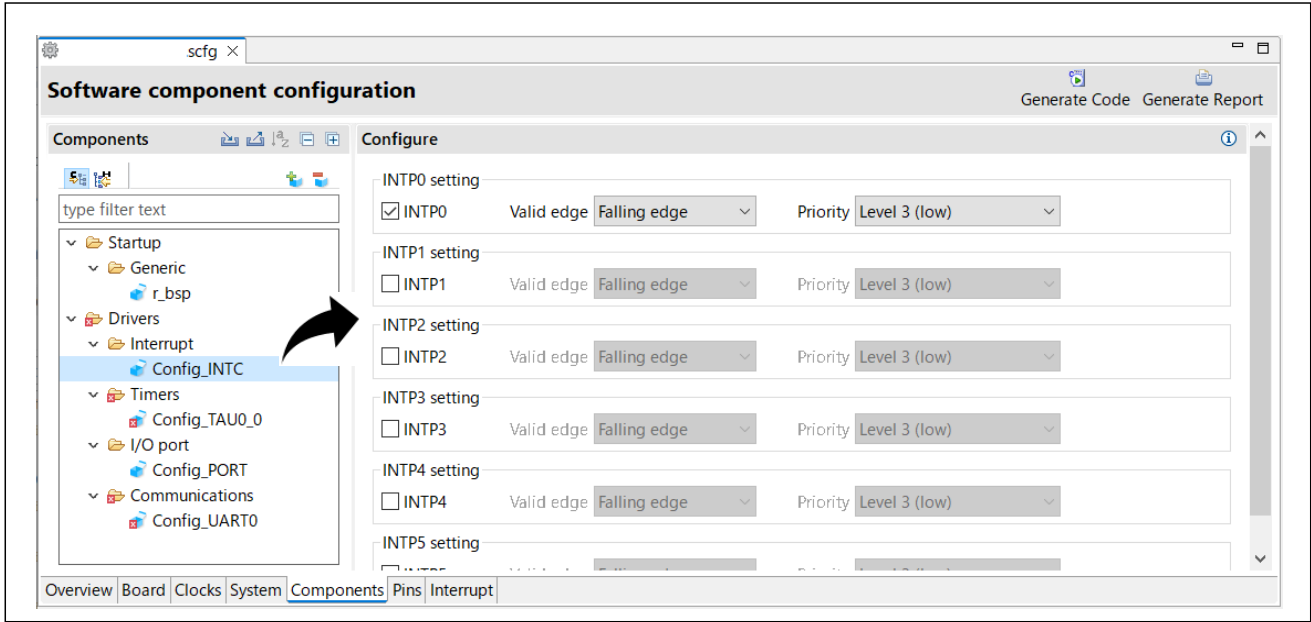 .scfg
Software component configuration
Generate Code Generate Report
Components
Configure
type filter text
Startup
Generic
r_bsp
Drivers
Interrupt
Config_INTC
Timers
Config_TAU0_0
I/O port
Config_PORT
Communications
Config_UART0
INTP0 setting
INTP0 Valid edge Falling edge Priority Level 3 (low)
INTP1 setting
INTP1 Valid edge Falling edge Priority Level 3 (low)
INTP2 setting
INTP2 Valid edge Falling edge Priority Level 3 (low)
INTP3 setting
INTP3 Valid edge Falling edge Priority Level 3 (low)
INTP4 setting
INTP4 Valid edge Falling edge Priority Level 3 (low)
INTP5 setting
Overview Board Clocks System Components Pins Interrupt